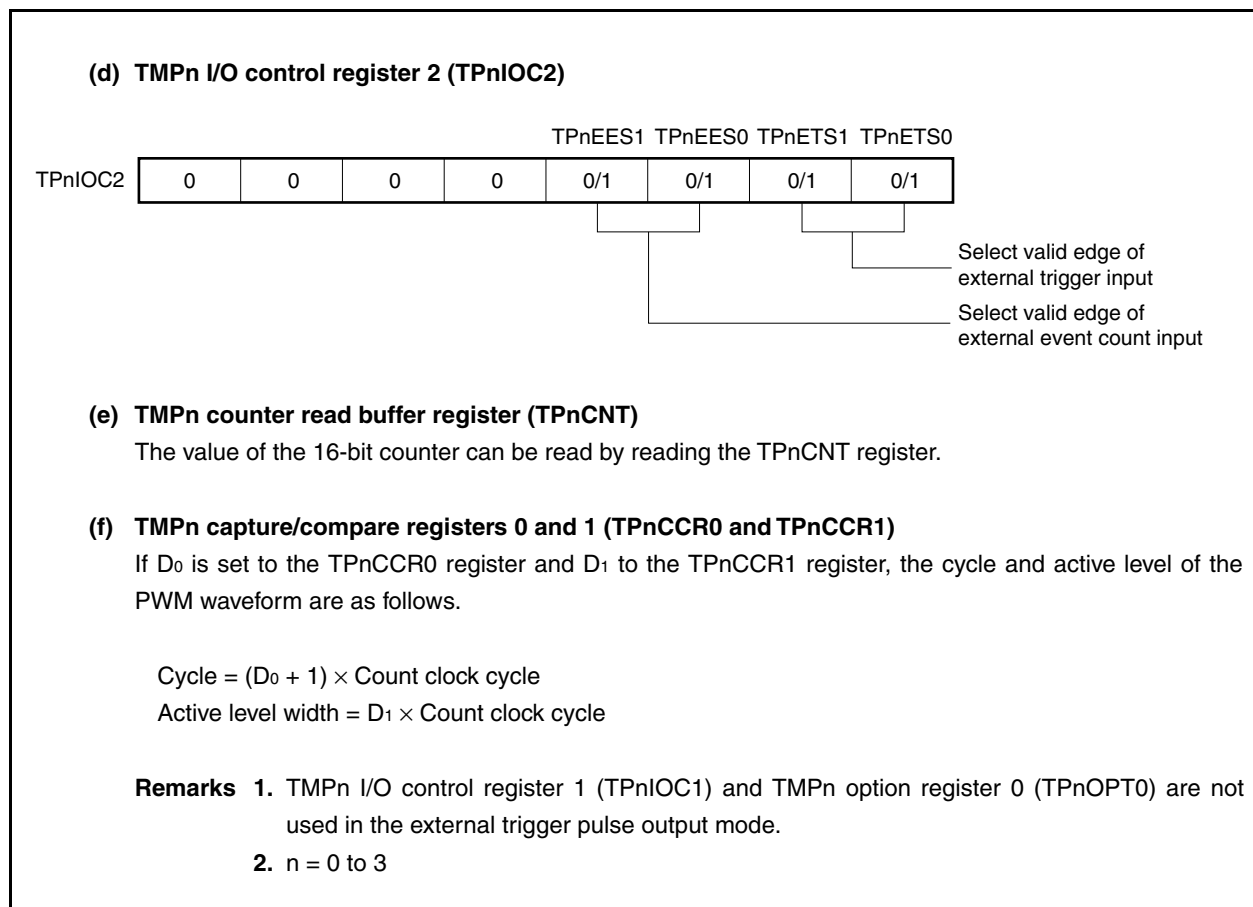 (d) TMPn I/O control register 2 (TPnIOC2)
TPnEES1 TPnEES0 TPnETS1 TPnETS0
TPnIOC2 0 0 0 0 0/1 0/1 0/1 0/1
Select valid edge of
external trigger input
Select valid edge of
external event count input
(e) TMPn counter read buffer register (TPnCNT)
The value of the 16-bit counter can be read by reading the TPnCNT register.
(f) TMPn capture/compare registers 0 and 1 (TPnCCR0 and TPnCCR1)
If D0 is set to the TPnCCR0 register and D1 to the TPnCCR1 register, the cycle and active level of the
PWM waveform are as follows.
Cycle = (D0 + 1) × Count clock cycle
Active level width = D1 × Count clock cycle
Remarks 1. TMPn I/O control register 1 (TPnIOC1) and TMPn option register 0 (TPnOPT0) are not
used in the external trigger pulse output mode.
2. n = 0 to 3